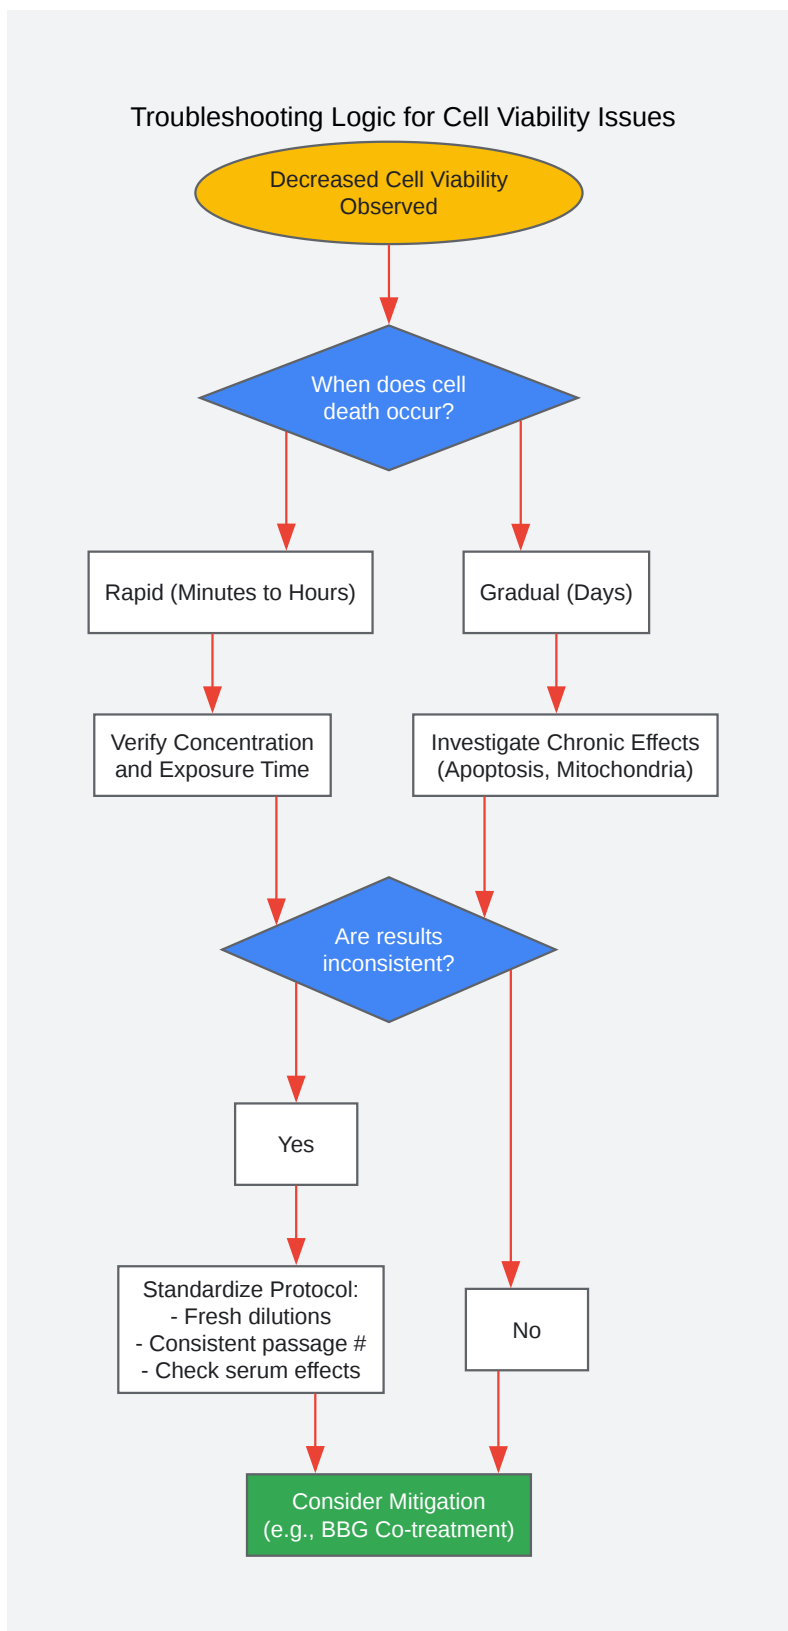 Troubleshooting Logic for Cell Viability Issues
Decreased Cell Viability
Observed
When does cell
death occur?
Rapid (Minutes to Hours)
Gradual (Days)
Verify Concentration
and Exposure Time
Investigate Chronic Effects
(Apoptosis, Mitochondria)
Are results
inconsistent?
Yes
Standardize Protocol:
- Fresh dilutions
- Consistent passage #
- Check serum effects
No
Consider Mitigation
(e.g., BBG Co-treatment)